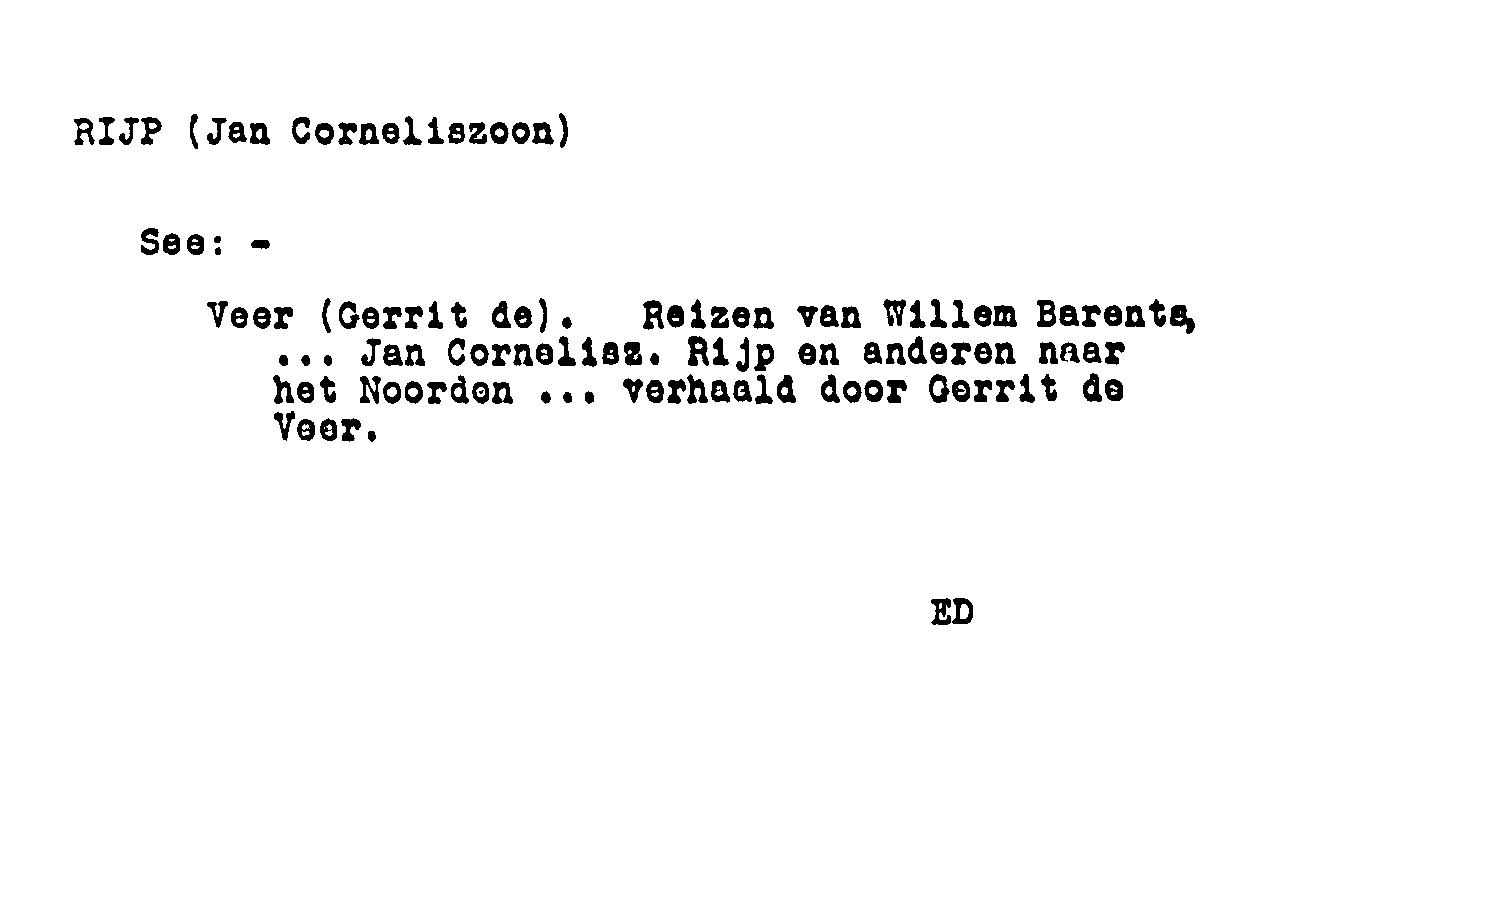 RIJP (Jan Corneliszoon)
See: -
Veer (Gerrit de). Reizen van Willem Barents,
... Jan Cornelisz. Rijp en anderen naar
het Noorden ... verhaald door Gerrit de
Veer.
ED